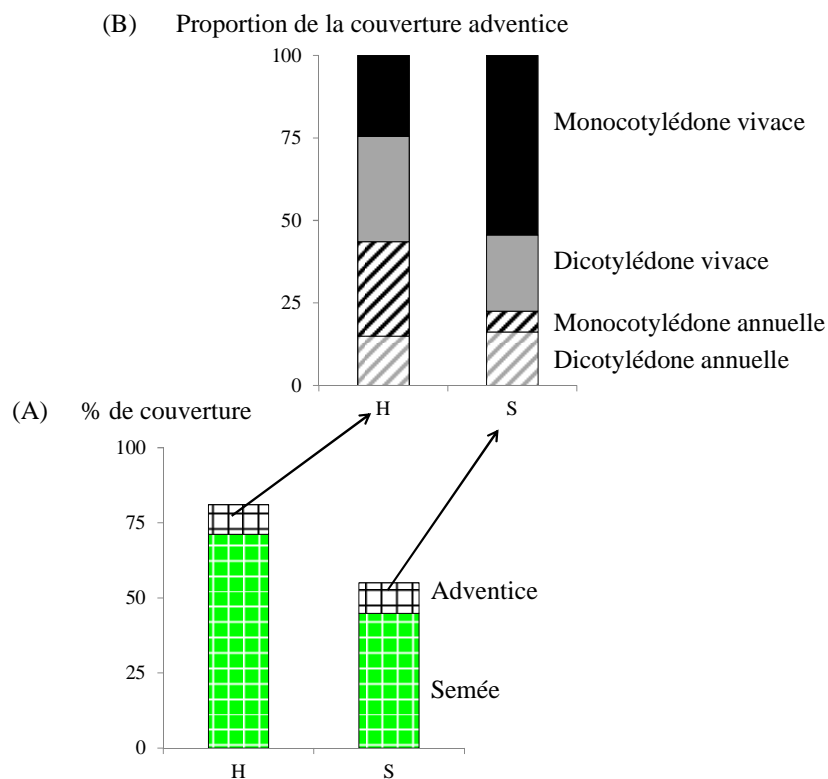 (B) Proportion de la couverture adventice
100
75
50
25
0
Monocotylédone vivace
Dicotylédone vivace
Monocotylédone annuelle
Dicotylédone annuelle
H S
(A) % de couverture
100
75
50
25
0
Adventice
Semée
H S